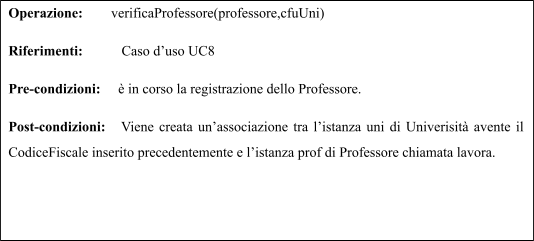 Operazione: verificaProfessore(professore,cfuUni)
Riferimenti: Caso d’uso UC8
Pre-condizioni: è in corso la registrazione dello Professore.
Post-condizioni: Viene creata un’associazione tra l’istanza uni di Univerisità avente il
CodiceFiscale inserito precedentemente e l’istanza prof di Professore chiamata lavora.